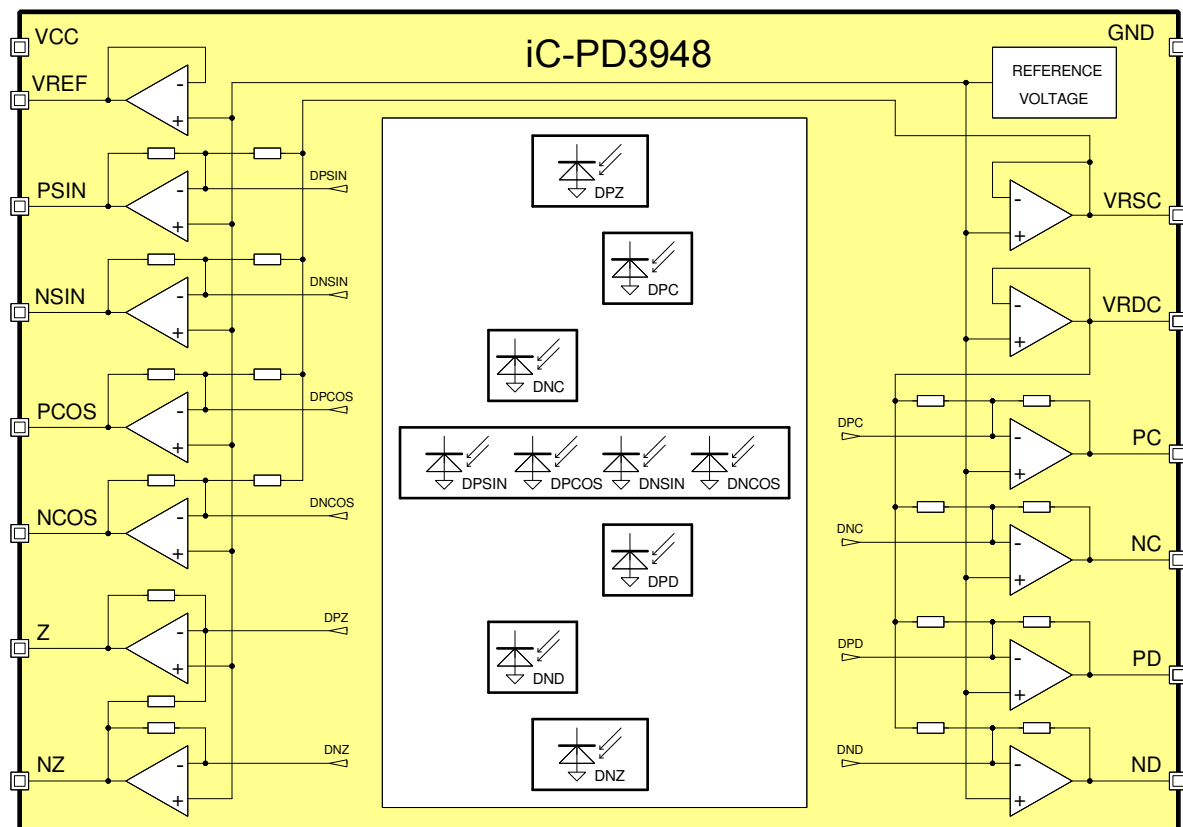 iC-PD3948
VCC
GND
VREF
-
+
REFERENCE
VOLTAGE
PSIN
-
+
DPSIN
DPZ
-
+
VRSC
NSIN
-
+
DNSIN
DPC
-
+
VRDC
DNC
PCOS
-
+
DPCOS
DPC
-
+
PC
DPSIN
DPCOS
DNSIN
DNCOS
NCOS
-
+
DNCOS
DNC
-
+
NC
DPD
Z
-
+
DPZ
DPD
-
+
PD
DND
NZ
-
+
DNZ
DNZ
DND
-
+
ND